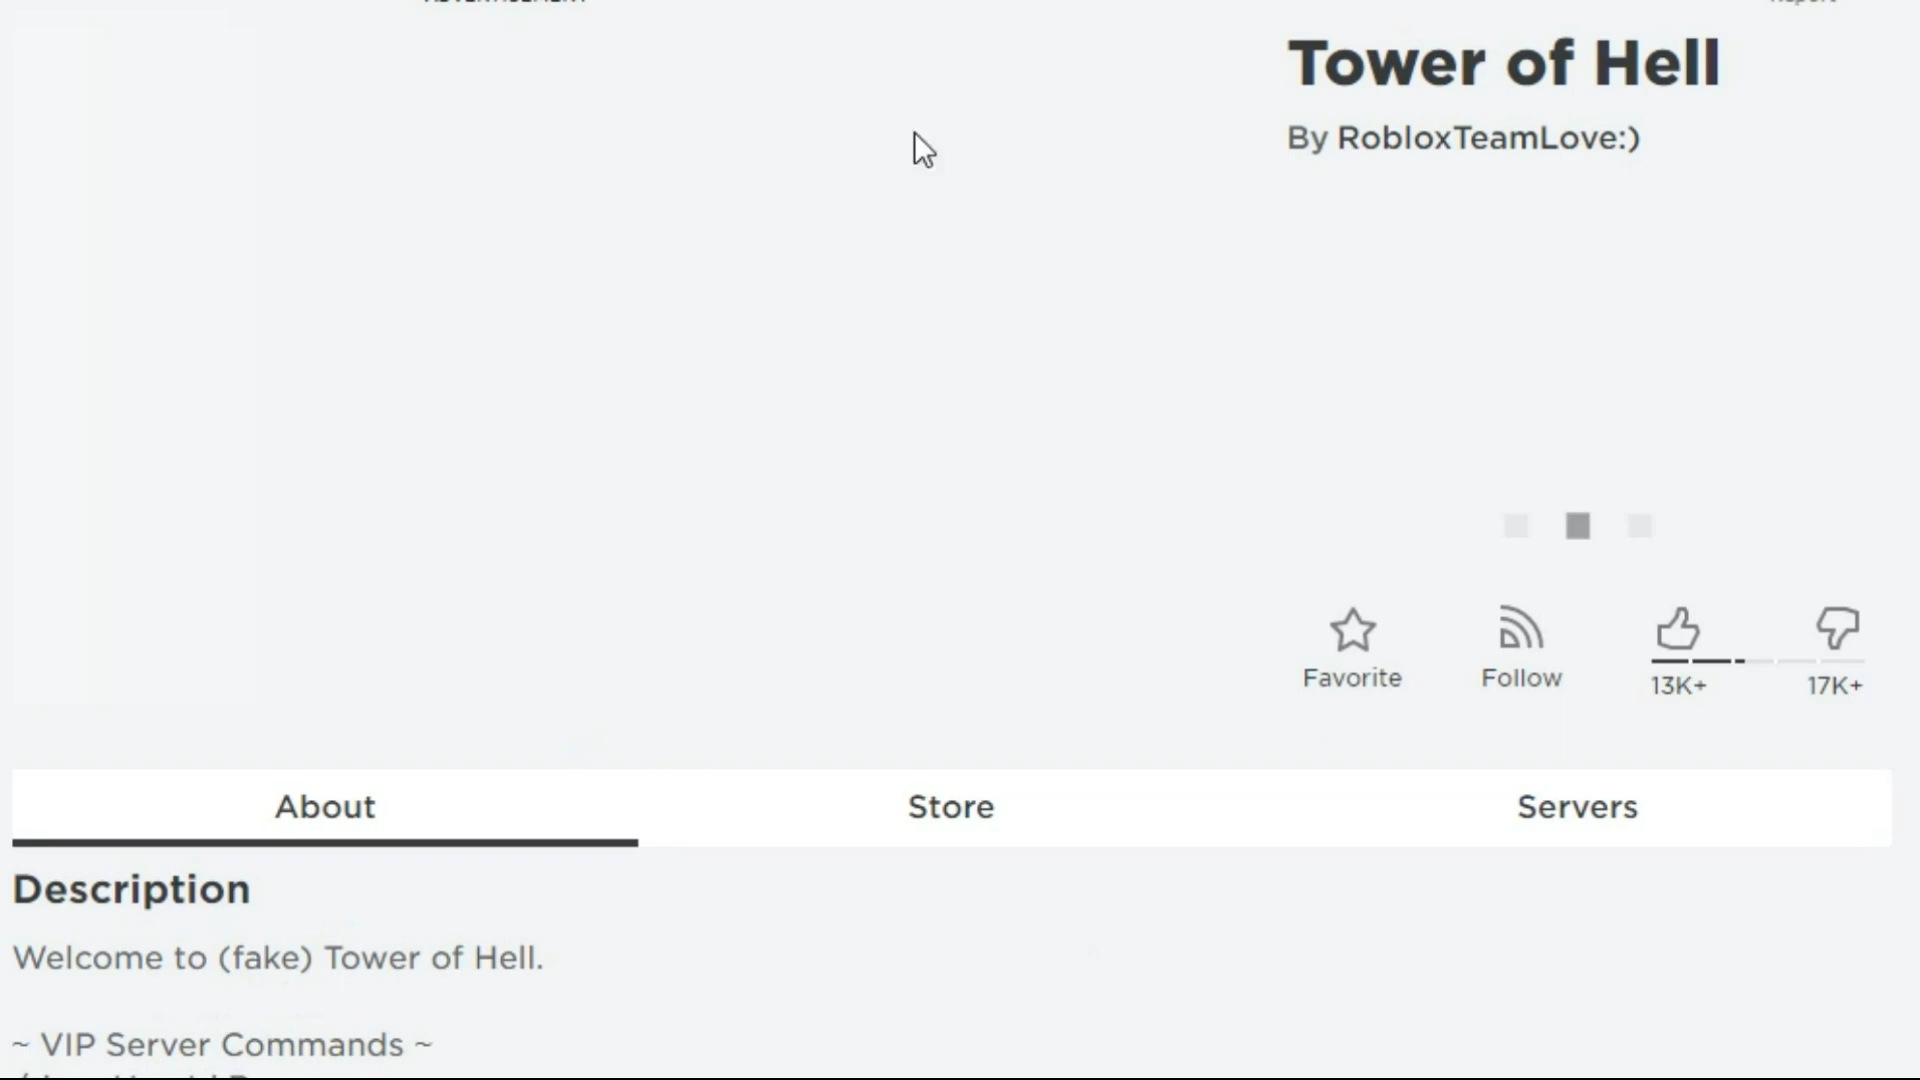 Tower of Hell
By RobloxTeamLove:)
Favorite
Follow
13K+
17K+
About
Store
Servers
Description
Welcome to (fake) Tower of Hell.
~ VIP Server Commands ~